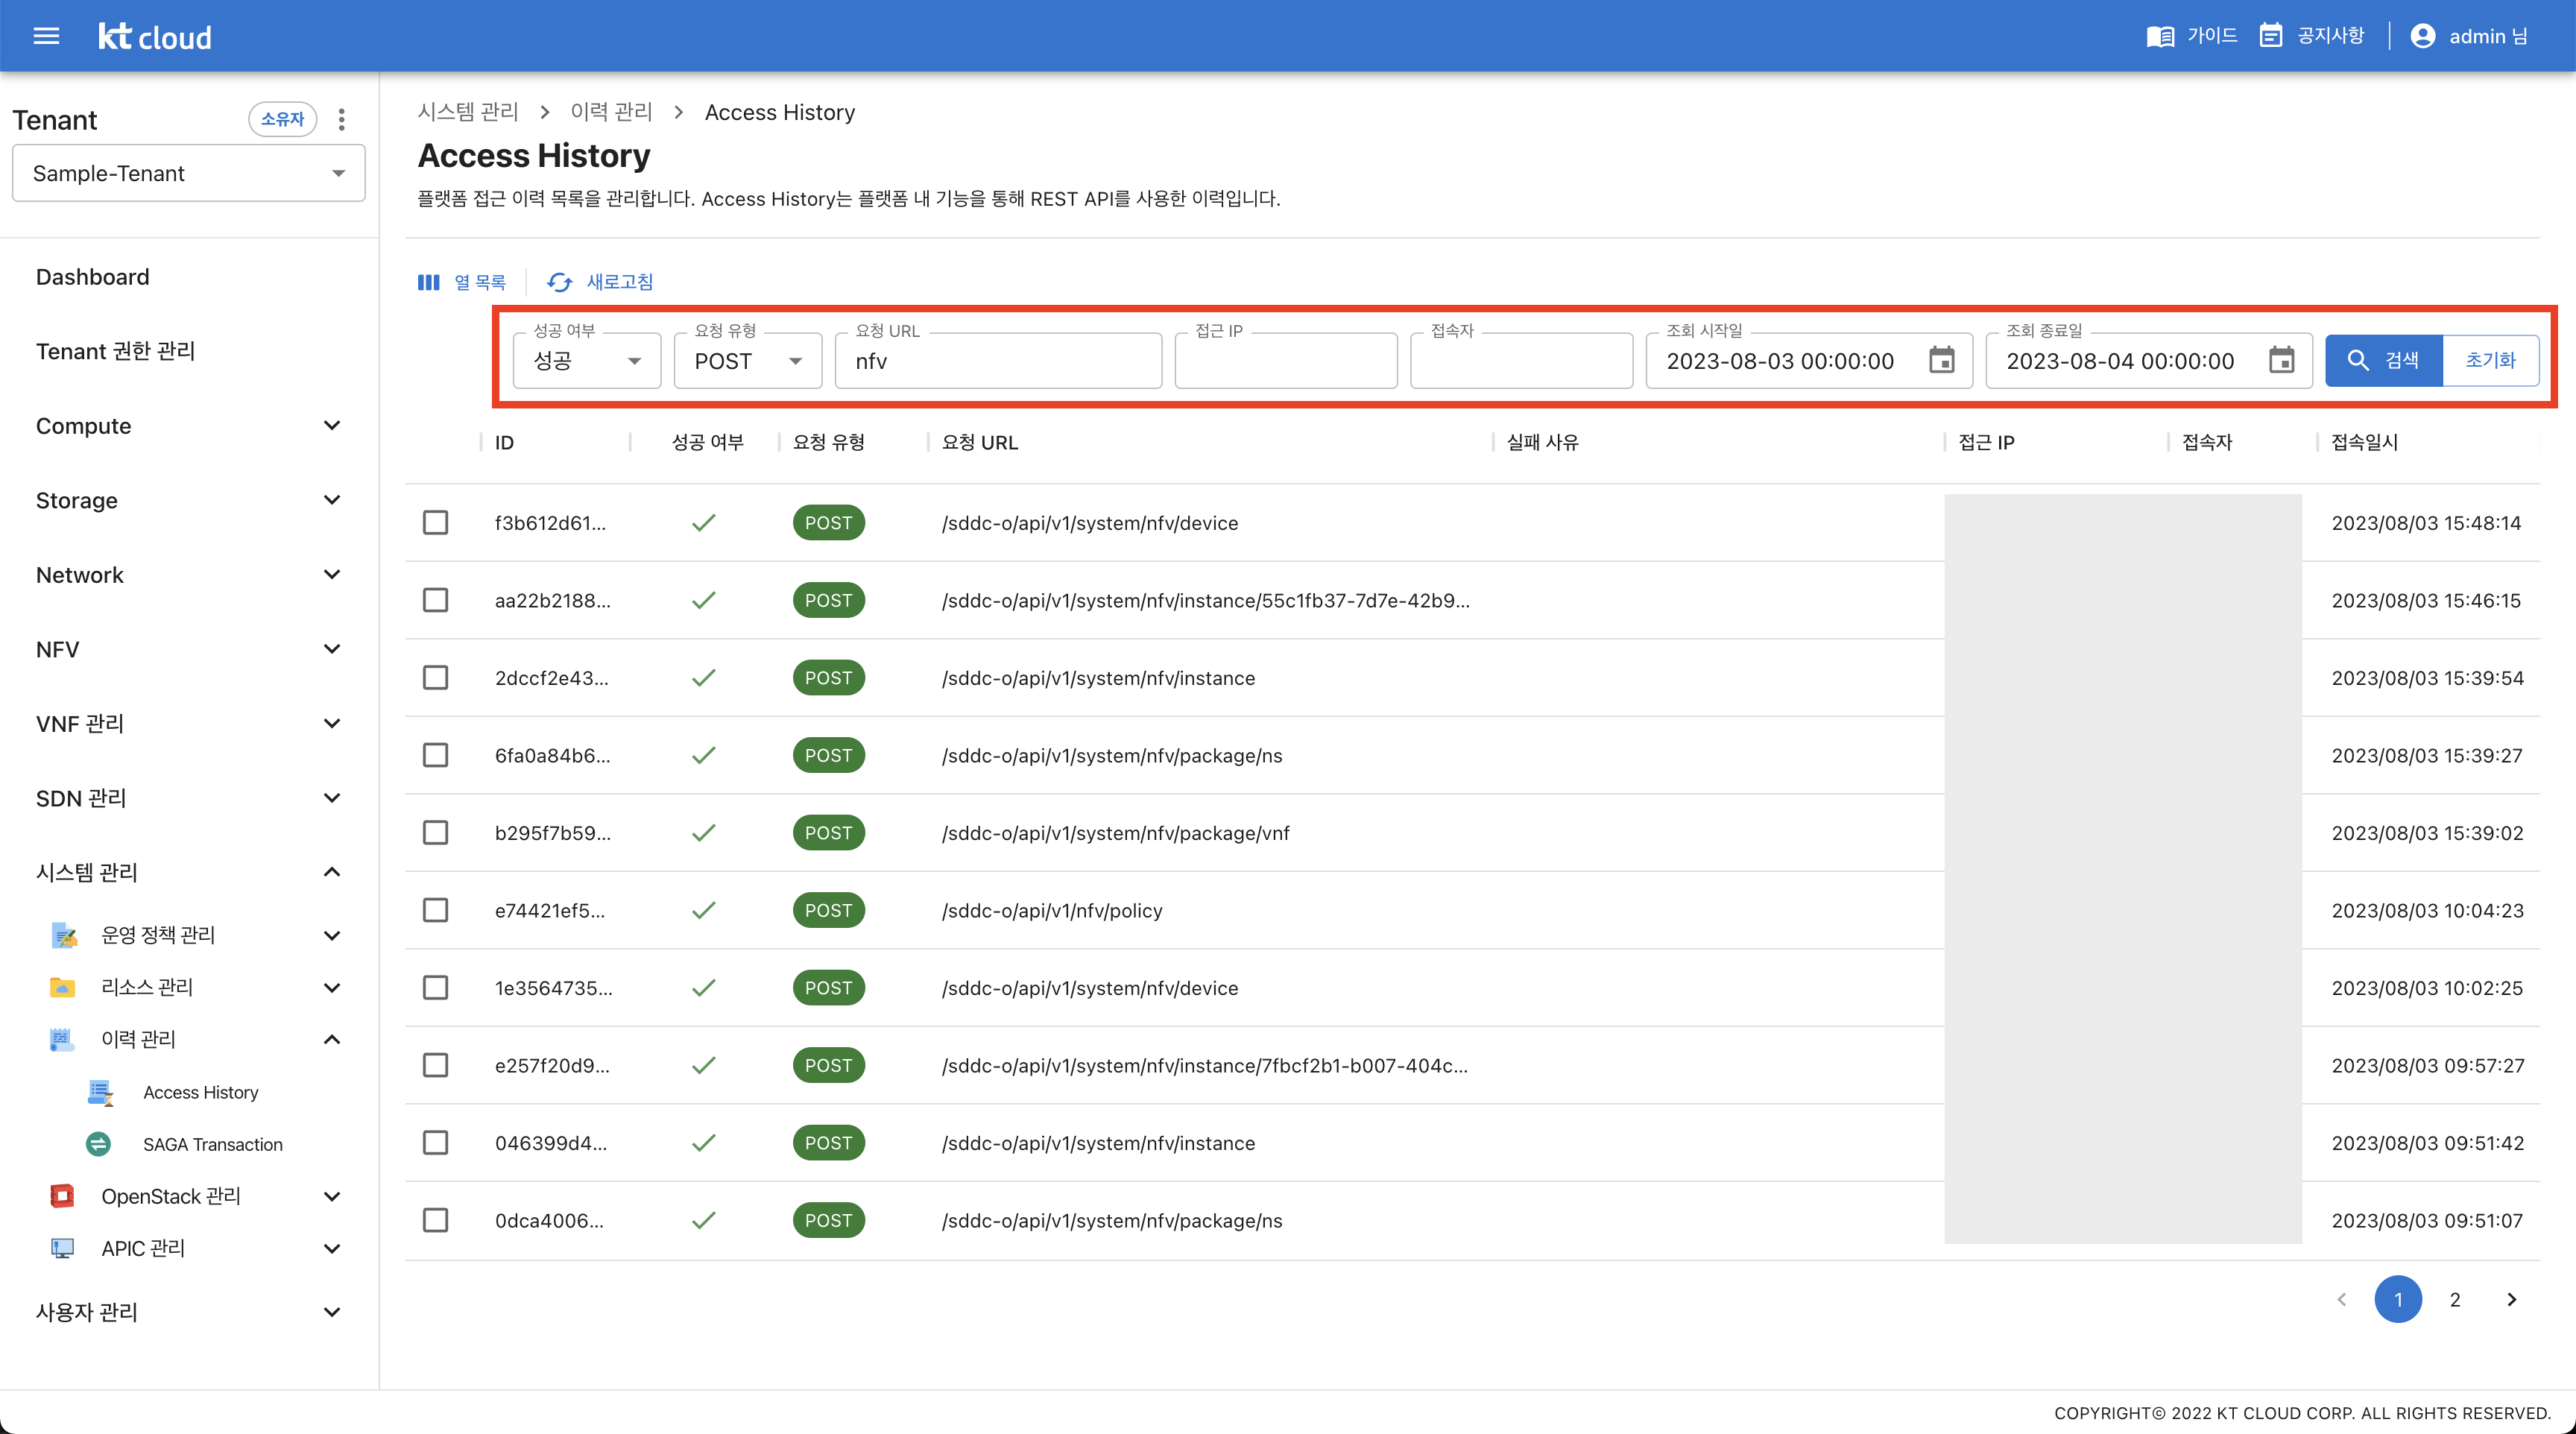 kt cloud
가이드 공지사항 admin 님
Tenant 소유자
Sample-Tenant
Dashboard
Tenant 권한 관리
Compute
Storage
Network
NFV
VNF 관리
SDN 관리
시스템 관리
운영 정책 관리
리소스 관리
이력 관리
Access History
SAGA Transaction
OpenStack 관리
APIC 관리
사용자 관리
시스템 관리 > 이력 관리 > Access History
Access History
플랫폼 접근 이력 목록을 관리합니다. Access History는 플랫폼 내 기능을 통해 REST API를 사용한 이력입니다.
열 목록 새로고침
성공 여부 요청 유형 요청 URL 접근 IP 접속자 조회 시작일 조회 종료일
성공 POST nfv 2023-08-03 00:00:00 2023-08-04 00:00:00 검색 초기화
ID 성공 여부 요청 유형 요청 URL 실패 사유 접근 IP 접속자 접속일시
f3b612d61... POST /sddc-o/api/v1/system/nfv/device 2023/08/03 15:48:14
aa22b2188... POST /sddc-o/api/v1/system/nfv/instance/55c1fb37-7d7e-42b9... 2023/08/03 15:46:15
2dccf2e43... POST /sddc-o/api/v1/system/nfv/instance 2023/08/03 15:39:54
6fa0a84b6... POST /sddc-o/api/v1/system/nfv/package/ns 2023/08/03 15:39:27
b295f7b59... POST /sddc-o/api/v1/system/nfv/package/vnf 2023/08/03 15:39:02
e74421ef5... POST /sddc-o/api/v1/nfv/policy 2023/08/03 10:04:23
1e3564735... POST /sddc-o/api/v1/system/nfv/device 2023/08/03 10:02:25
e257f20d9... POST /sddc-o/api/v1/system/nfv/instance/7fbcf2b1-b007-404c... 2023/08/03 09:57:27
046399d4... POST /sddc-o/api/v1/system/nfv/instance 2023/08/03 09:51:42
0dca4006... POST /sddc-o/api/v1/system/nfv/package/ns 2023/08/03 09:51:07
1 2
COPYRIGHT© 2022 KT CLOUD CORP. ALL RIGHTS RESERVED.